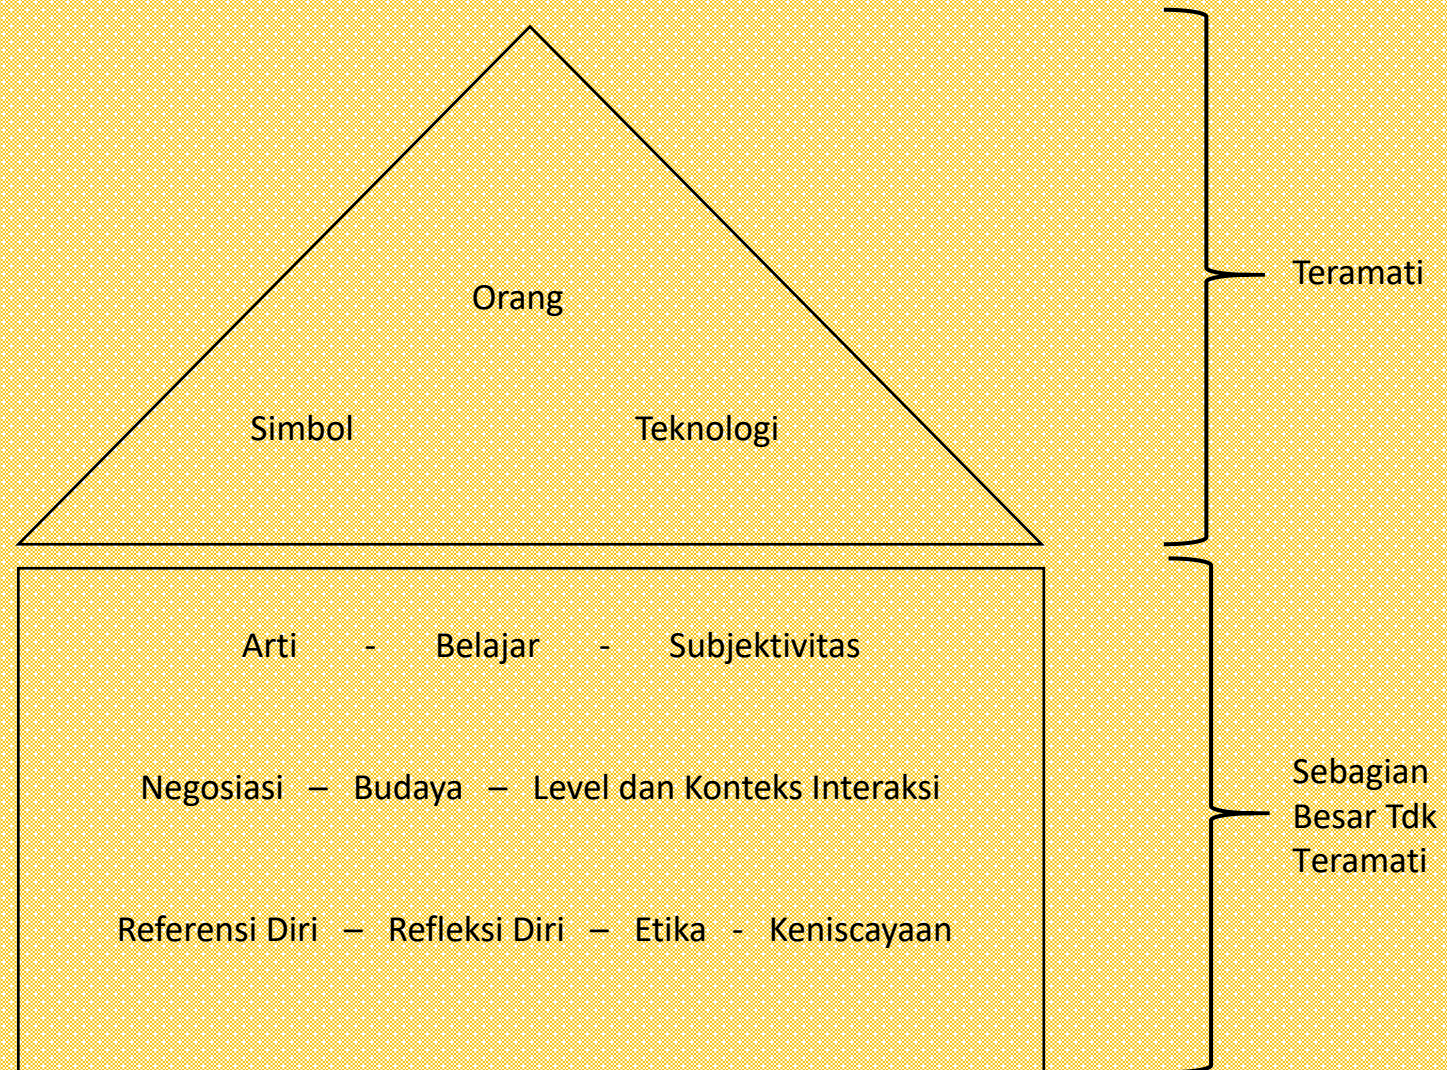 Orang
Teramati
Simbol Teknologi
Arti - Belajar - Subjektivitas
Negosiasi – Budaya – Level dan Konteks Interaksi
Sebagian
Besar Tdk
Teramati
Referensi Diri – Refleksi Diri – Etika - Keniscayaan